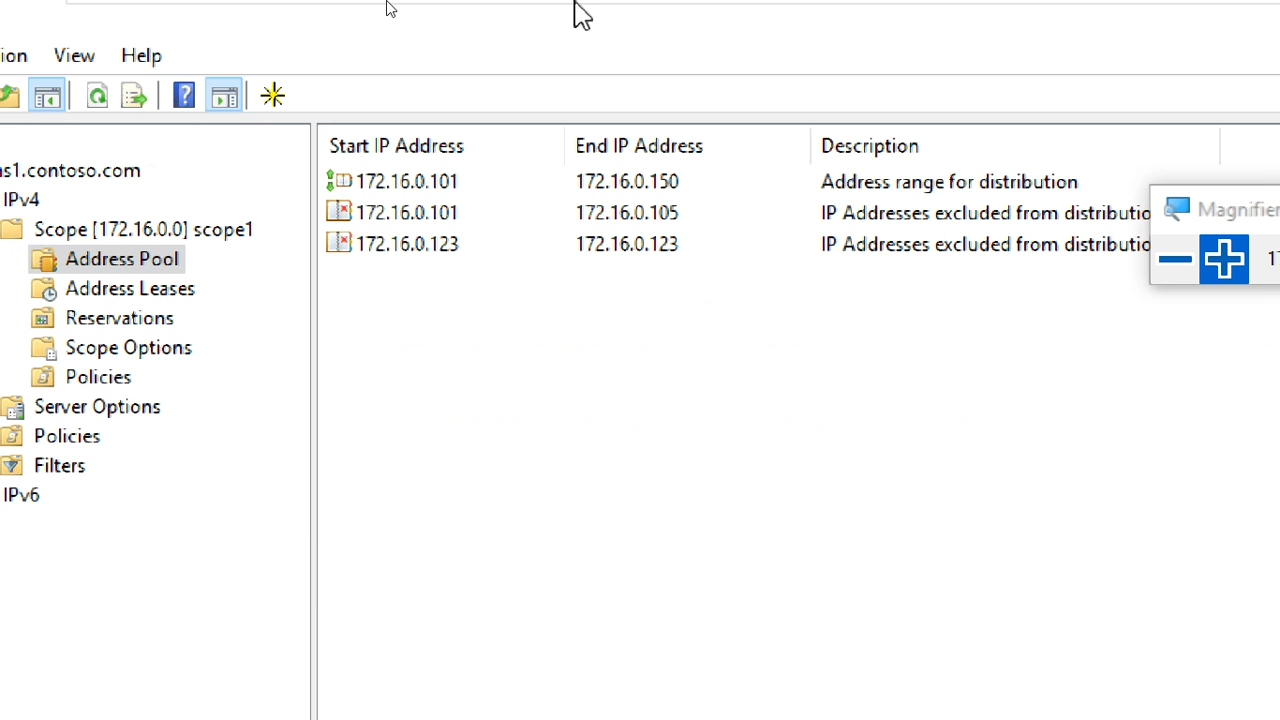 View Help
Start IP Address End IP Address Description
172.16.0.101 172.16.0.150 Address range for distribution
172.16.0.101 172.16.0.105 IP Addresses excluded from distributio
172.16.0.123 172.16.0.123 IP Addresses excluded from distributio
ns1.contoso.com
IPv4
Scope [172.16.0.0] scope1
Address Pool
Address Leases
Reservations
Scope Options
Policies
Server Options
Policies
Filters
IPv6
Magnifier